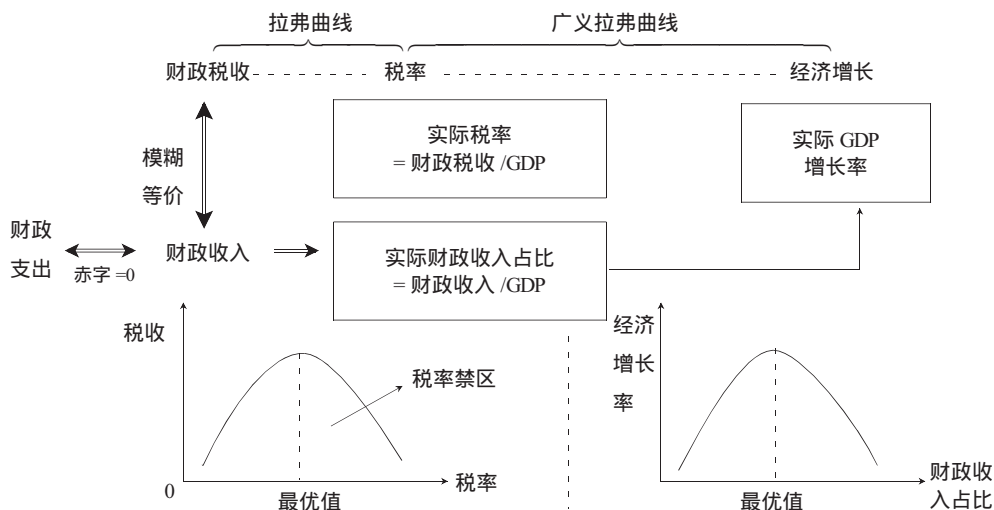 拉弗曲线
广义拉弗曲线
财政税收
税率
经济增长
实际税率
= 财政税收 /GDP
实际 GDP
增长率
模糊
等价
财政
支出
赤字 =0
财政收入
实际财政收入占比
= 财政收入 /GDP
税收
税率禁区
0
最优值
税率
经济
增长
率
最优值
财政收
入占比